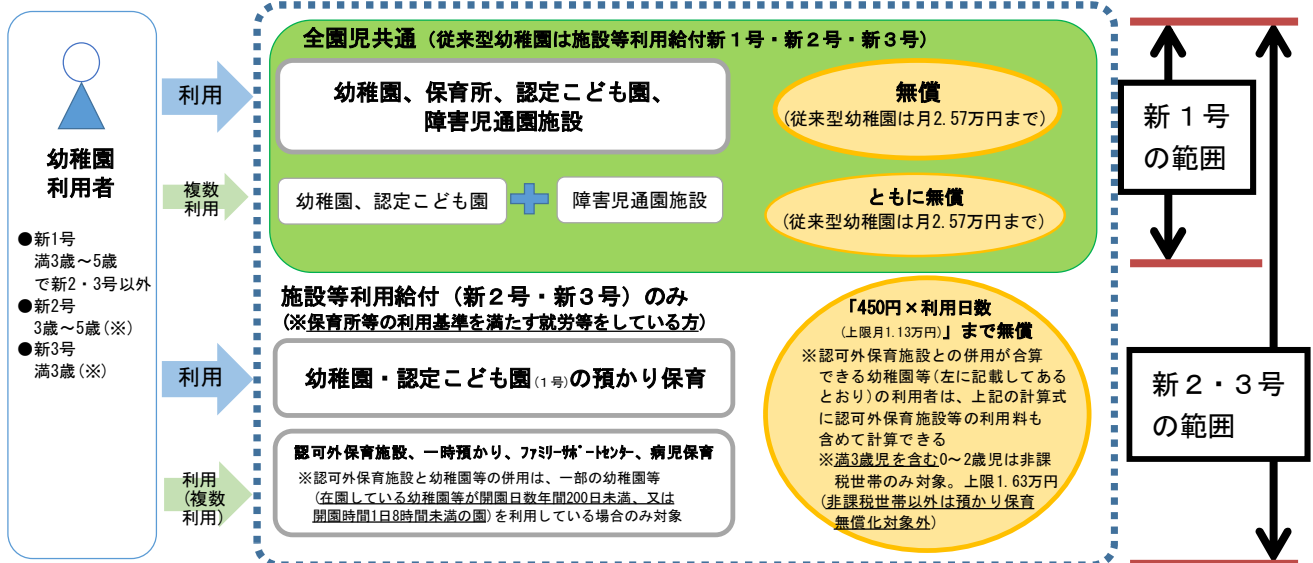 幼稚園
利用者
●新1号
満3歳～5歳
で新2・3号以外
●新2号
3歳～5歳(※)
●新3号
満3歳(※)
利用
複数
利用
利用
利用
(複数
利用)
全園児共通（従来型幼稚園は施設等利用給付新１号・新２号・新３号）
幼稚園、保育所、認定こども園、
障害児通園施設
無償
(従来型幼稚園は月2.57万円まで)
幼稚園、認定こども園
障害児通園施設
ともに無償
(従来型幼稚園は月2.57万円まで)
施設等利用給付（新２号・新３号）のみ
(※保育所等の利用基準を満たす就労等をしている方)
幼稚園・認定こども園(１号)の預かり保育
認可外保育施設、一時預かり、ﾌｧﾐﾘｰｻﾎﾟｰﾄｾﾝﾀｰ、病児保育
※認可外保育施設と幼稚園等の併用は、一部の幼稚園等
(在園している幼稚園等が開園日数年間200日未満、又は
開園時間1日8時間未満の園)を利用している場合のみ対象
「450円×利用日数
(上限月1.13万円)」まで無償
※認可外保育施設との併用が合算
できる幼稚園等(左に記載してある
とおり)の利用者は、上記の計算式
に認可外保育施設等の利用料も
含めて計算できる
※満3歳児を含む0～2歳児は非課
税世帯のみ対象。上限1.63万円
(非課税世帯以外は預かり保育
無償化対象外)
新１号
の範囲
新２・３号
の範囲